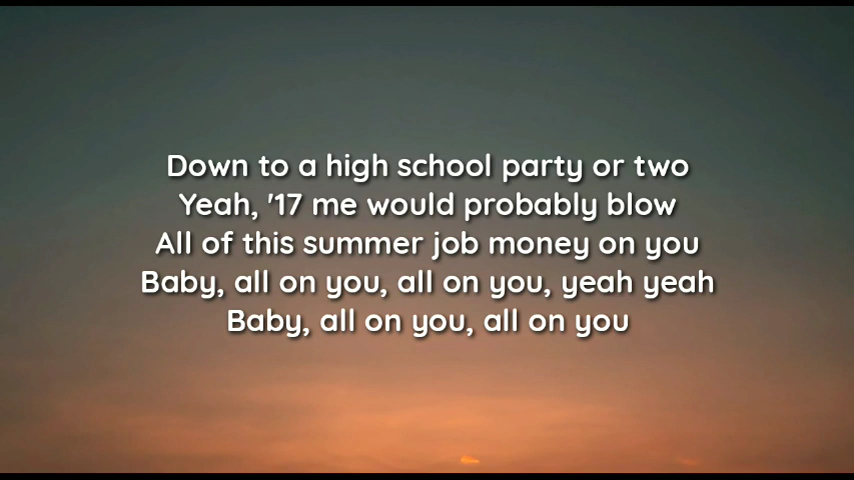 Down to a high school party or two
Yeah, '17 me would probably blow
All of this summer job money on you
Baby, all on you, all on you, yeah yeah
Baby, all on you, all on you